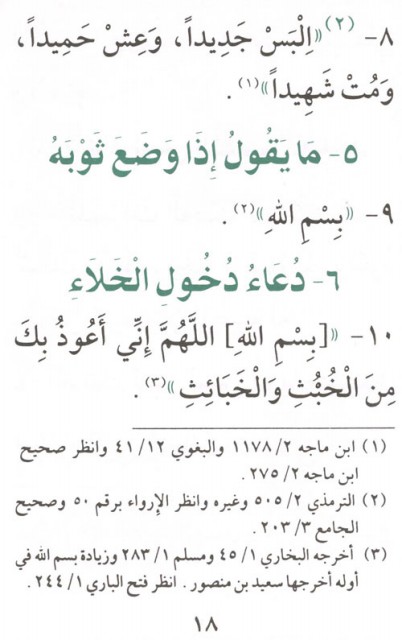 ٨- (٢)«اِلْبَسْ جَدِيداً، وَعِشْ حَمِيداً،
وَمُتْ شَهِيداً»(١).
٥- مَا يَقُولُ إِذَا وَضَعَ ثَوْبَهُ
٩- «بِسْمِ اللهِ»(٢).
٦- دُعَاءُ دُخُولِ الْخَلَاءِ
١٠- «[بِسْمِ اللهِ] اللَّهُمَّ إِنِّي أَعُوذُ بِكَ
مِنَ الْخُبُثِ وَالْخَبَائِثِ»(٣).
(١) ابن ماجه ٢/ ١١٧٨ والبغوي ١٢/ ٤١ وانظر صحيح
ابن ماجه ٢/ ٢٧٥ .
(٢) الترمذي ٢/ ٥٠٥ وغيره وانظر الإرواء برقم ٥٠ وصحيح
الجامع ٣/ ٢٠٣ .
(٣) أخرجه البخاري ١/ ٤٥ ومسلم ١/ ٢٨٣ وزيادة بسم الله في
أوله أخرجها سعيد بن منصور . انظر فتح الباري ١/ ٢٤٤ .
١٨